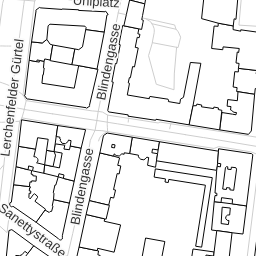 Uhlplatz
Blindengasse
Lerchenfelder Gürtel
Blindengasse
Sanettystraße